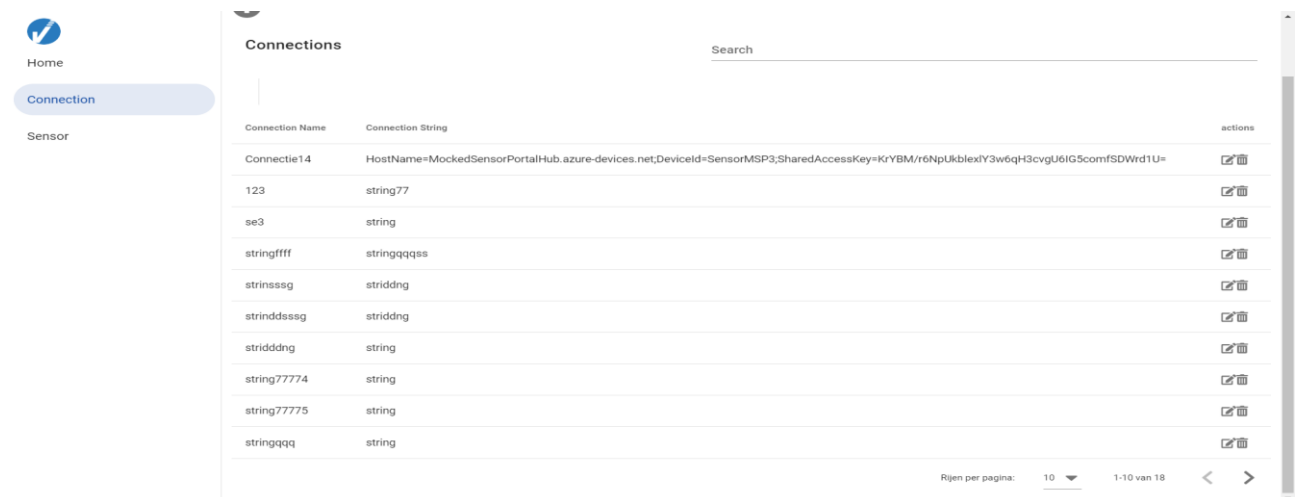 Home
Connection
Sensor
Connections
Search
Connection Name Connection String actions
Connectie14 HostName=MockedSensorPortalHub.azure-devices.net;DeviceId=SensorMSP3;SharedAccessKey=KrYBM/r6NpUkblexlY3w6qH3cvgU6IG5comfSDWrd1U=
123 string77
se3 string
stringffff stringqqqss
strinsssg striddng
strinddsssg striddng
stridddng string
string77774 string
string77775 string
stringqqq string
Rijen per pagina: 10 1-10 van 18